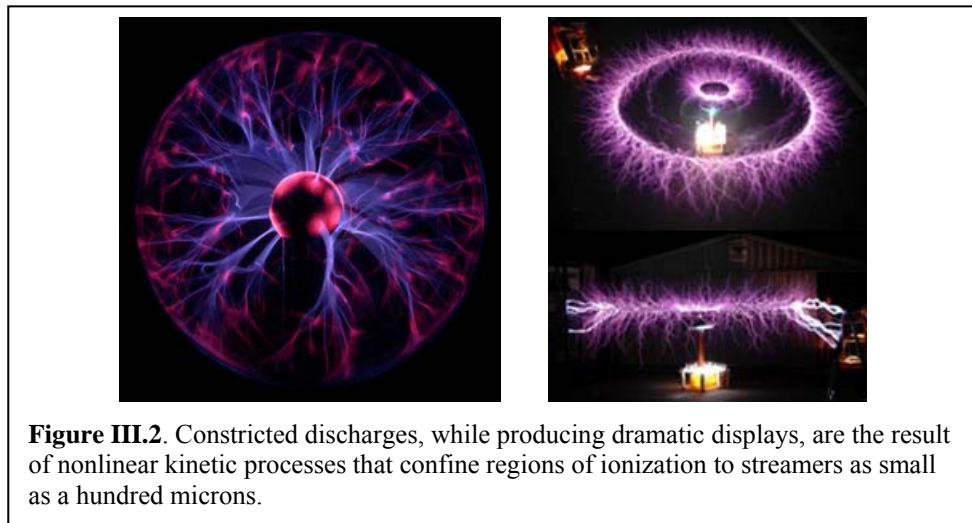 Figure III.2. Constricted discharges, while producing dramatic displays, are the result
of nonlinear kinetic processes that confine regions of ionization to streamers as small
as a hundred microns.